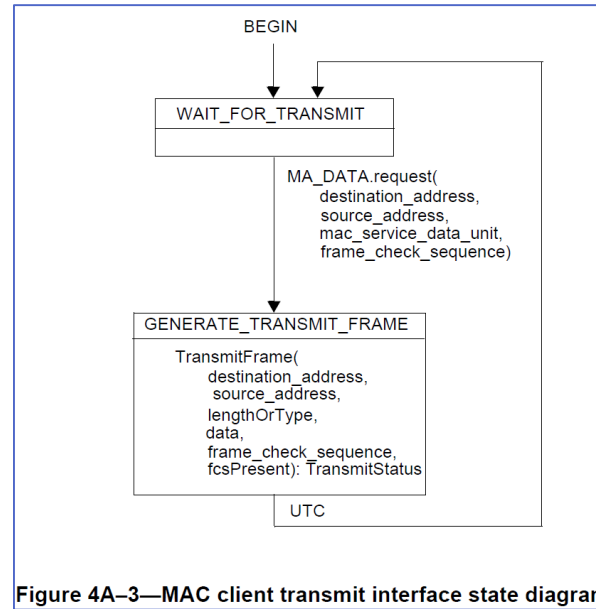 BEGIN
WAIT_FOR_TRANSMIT
MA_DATA.request(
destination_address,
source_address,
mac_service_data_unit,
frame_check_sequence)
GENERATE_TRANSMIT_FRAME
TransmitFrame(
destination_address,
source_address,
lengthOrType,
data,
frame_check_sequence,
fcsPresent): TransmitStatus
UTC
Figure 4A–3—MAC client transmit interface state diagram